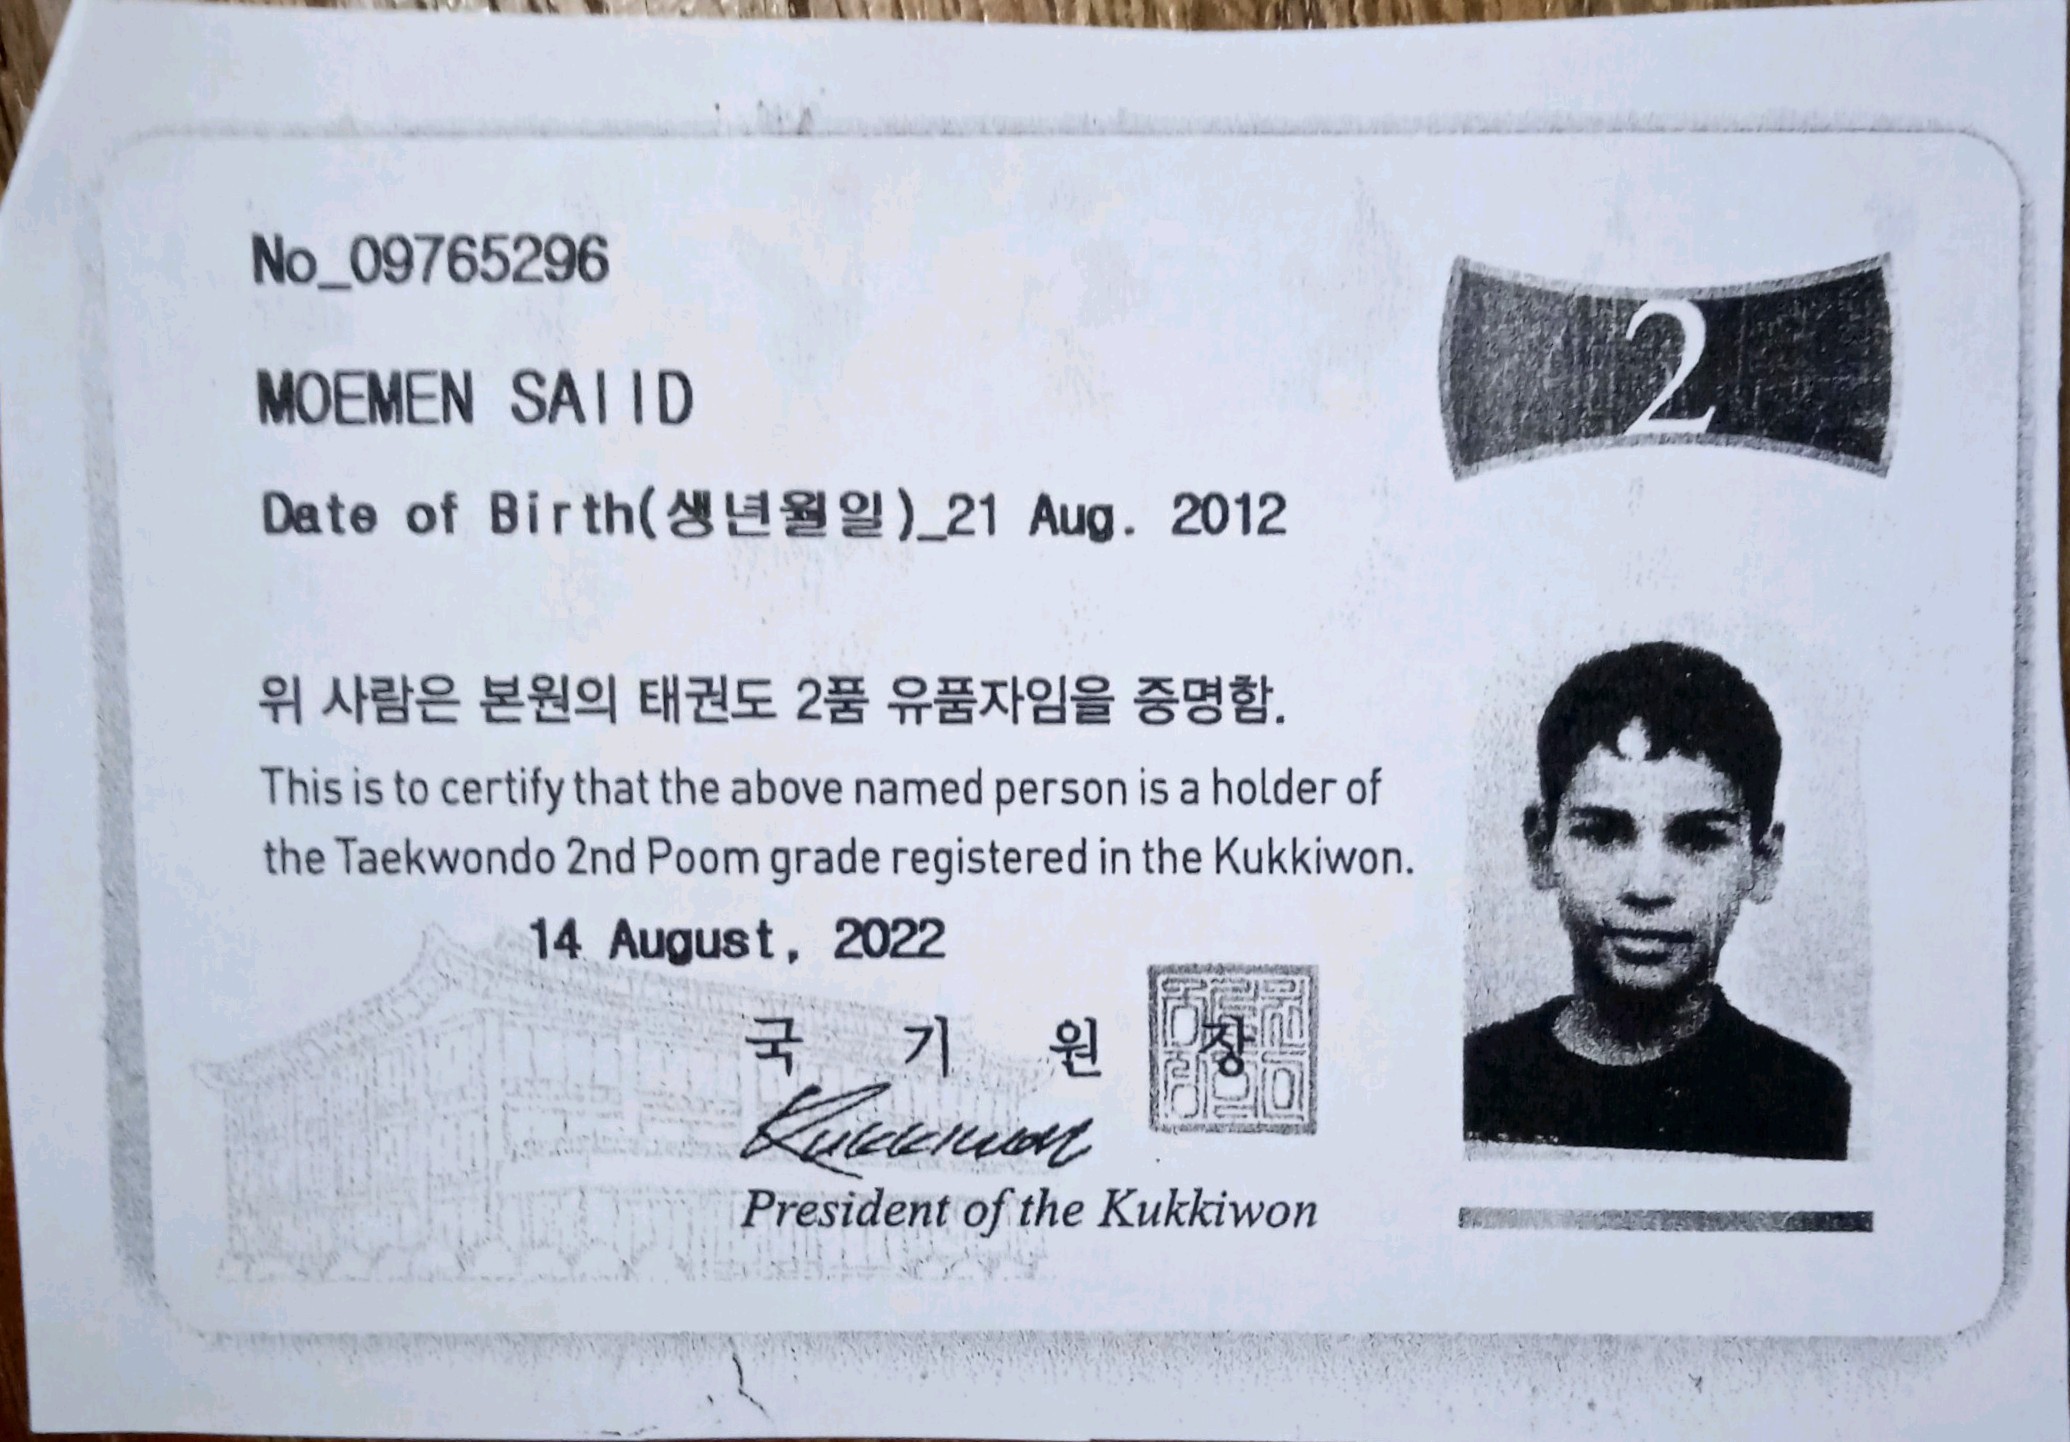 No_09765296
2
MOEMEN SAIID
Date of Birth(생년월일)_21 Aug. 2012
위 사람은 본원의 태권도 2품 유품자임을 증명함.
This is to certify that the above named person is a holder of
the Taekwondo 2nd Poom grade registered in the Kukkiwon.
14 August, 2022
국 기 원 장
Kukkiwon
President of the Kukkiwon